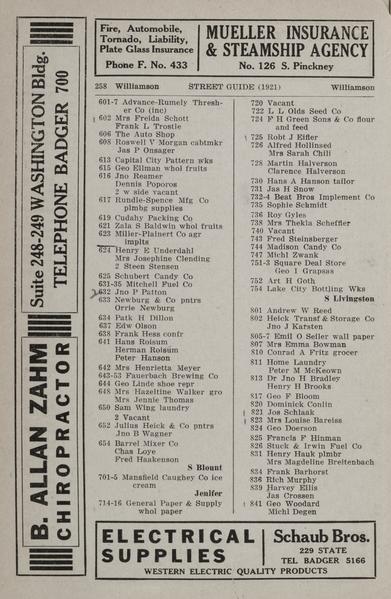 Fire, Automobile,
Tornado, Liability,
Plate Glass Insurance
Phone F. No. 433
MUELLER INSURANCE
& STEAMSHIP AGENCY
No. 126 S. Pinckney
B. ALLAN ZAHM
CHIROPRACTOR
Suite 248-249 WASHINGTON Bldg.
TELEPHONE BADGER 700
258 Williamson STREET GUIDE (1921) Williamson
601-7 Advance-Rumely Thresh-
er Co (inc)
602 Mrs Freida Schott
Frank L Trostle
606 The Auto Shop
608 Roswell V Morgan cabtmkr
Jas P Onsager
613 Capital City Pattern wks
615 Geo Ellman whol fruits
616 Jno Reamer
Dennis Poporos
2 w side vacant
617 Rundle-Spence Mfg Co
plmbg supplies
619 Cudahy Packing Co
621 Zala S Baldwin whol fruits
623 Miller-Plainert Co agr
implts
624 Henry E Underdahl
Mrs Josephine Clending
2 Steen Stensen
625 Schubert Candy Co
631-35 Mitchell Fuel Co
632 Jno P Patton
633 Newburg & Co pntrs
Orrie Newburg
634 Patk H Dillon
637 Edw Olson
638 Frank Hess confr
641 Hans Roisum
Herman Roisum
Peter Hanson
642 Mrs Henrietta Meyer
643-53 Fauerbach Brewing Co
644 Geo Linde shoe repr
648 Mrs Hazeltine Walker gro
Mrs Jennie Thomas
650 Sam Wing laundry
2 Vacant
652 Julius Heick & Co pntrs
Jno B Wagner
654 Barrel Mixer Co
Chas Loye
Fred Haakenson
S Blount
701-5 Mansfield Caughey Co ice
cream
Jenifer
714-16 General Paper & Supply
whol paper
720 Vacant
722 L L Olds Seed Co
724 F H Green Sons & Co flour
and feed
725 Robt J Eifler
726 Alfred Hollinsed
Mrs Sarah Chili
728 Martin Halverson
Clarence Halverson
730 Hans A Hanson tailor
731 Jas H Snow
732-4 Beat Bros Implement Co
735 Sophie Schmidt
736 Roy Gyles
738 Mrs Thekla Scheffler
740 Vacant
743 Fred Steinsberger
744 Madison Candy Co
747 Michl Zwank
751-3 Square Deal Store
Geo I Grapsas
752 Art H Goth
754 Lake City Bottling Wks
S Livingston
801 Andrew W Reed
802 Heick Transf & Storage Co
Jno J Karsten
805-7 Emil O Seiler wall paper
807 Mrs Emma Bowman
810 Conrad A Fritz grocer
811 Home Laundry
Peter M McKeown
813 Dr Jno H Bradley
Henry H Brooks
817 Geo F Bloom
820 Dominick Conlin
821 Jos Schlaak
823 Mrs Louise Bareiss
824 Geo Doerson
825 Francis F Hinman
826 Stuck & Irwin Fuel Co
831 Henry Hauk plmbr
Mrs Magdeline Breitenbach
834 Frank Barhorst
836 Rich Murphy
839 Harvey Ellis
Jas Crossen
841 Geo Woodard
Michl Degen
ELECTRICAL
SUPPLIES
Schaub Bros.
229 STATE
TEL BADGER 5166
WESTERN ELECTRIC QUALITY PRODUCTS